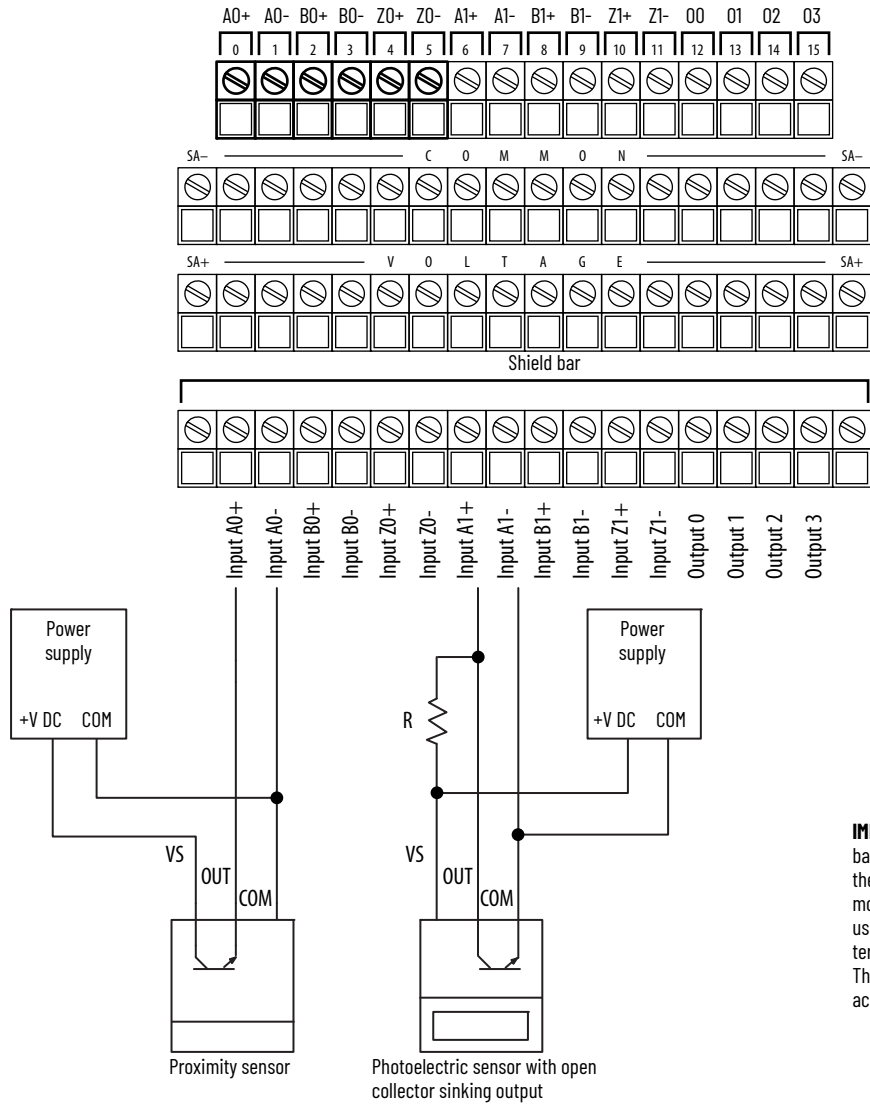 A0+ A0- B0+ B0- Z0+ Z0- A1+ A1- B1+ B1- Z1+ Z1- 00 01 02 03
0 1 2 3 4 5 6 7 8 9 10 11 12 13 14 15
SA– C O M M O N SA–
SA+ V O L T A G E SA+
Shield bar
Input A0+
Input A0-
Input B0+
Input B0-
Input Z0+
Input Z0-
Input A1+
Input A1-
Input B1+
Input B1-
Input Z1+
Input Z1-
Output 0
Output 1
Output 2
Output 3
Power
supply
+V DC COM
VS
OUT
COM
Proximity sensor
R
Power
supply
+V DC COM
VS
OUT
COM
Photoelectric sensor with open
collector sinking output